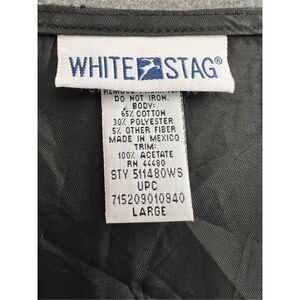 WHITE STAG®
DO NOT IRON.
BODY:
65% COTTON
30% POLYESTER
5% OTHER FIBER
MADE IN MEXICO
TRIM:
100% ACETATE
RN 44480
STY 511480WS
UPC
715209010840
LARGE